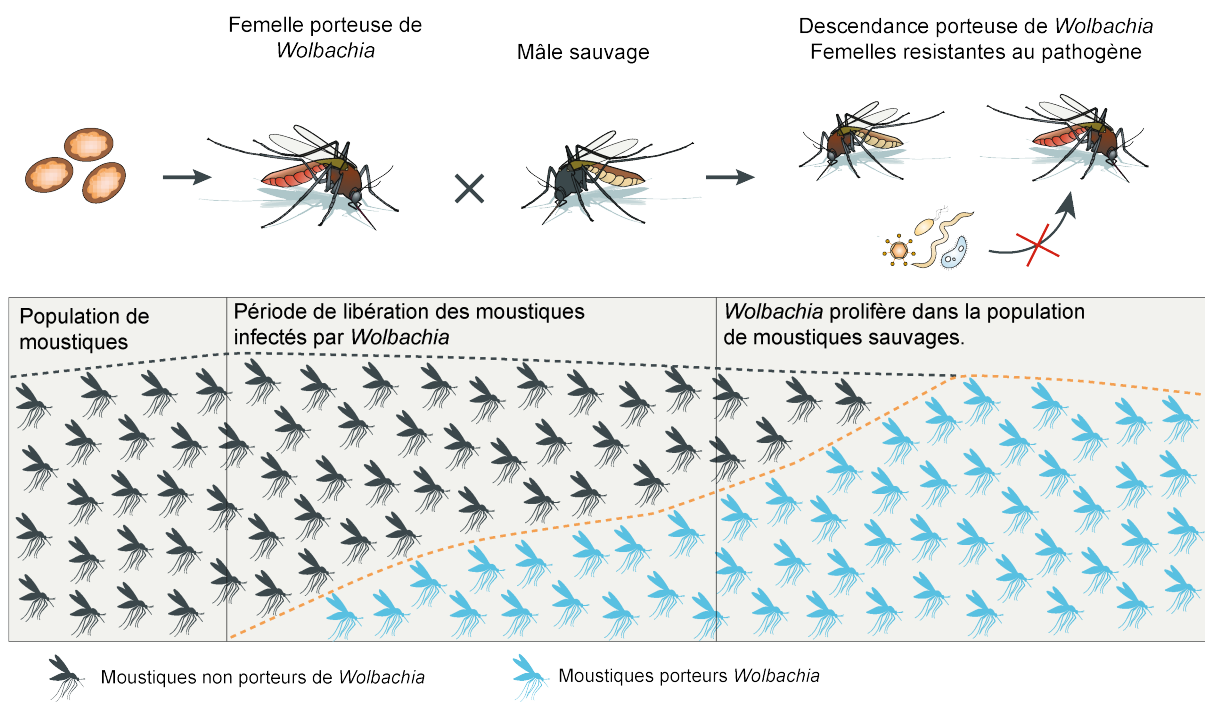 Femelle porteuse de
Wolbachia
Mâle sauvage
Descendance porteuse de Wolbachia
Femelles resistantes au pathogène
Population de
moustiques
Période de libération des moustiques
infectés par Wolbachia
Wolbachia prolifère dans la population
de moustiques sauvages.
Moustiques non porteurs de Wolbachia
Moustiques porteurs Wolbachia